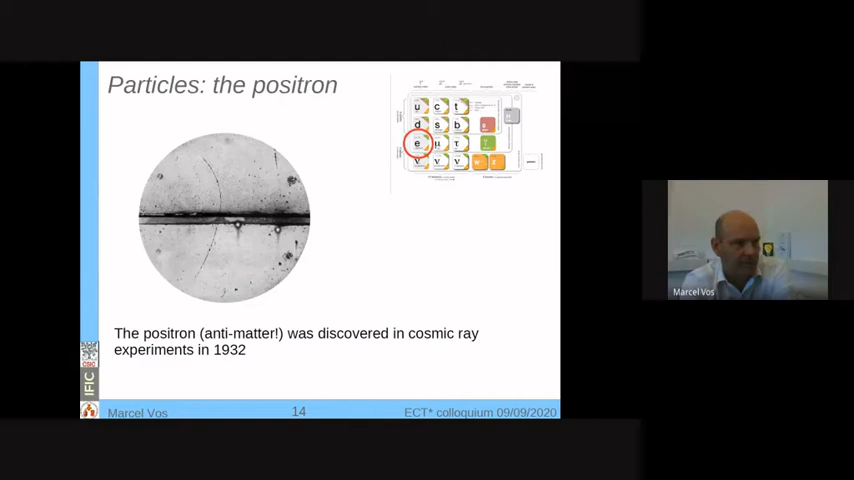 Particles: the positron
u c t
d s b g
e μ τ γ
ν ν ν W Z
The positron (anti-matter!) was discovered in cosmic ray
experiments in 1932
CSIC
IFIC
Marcel Vos 14 ECT* colloquium 09/09/2020
Marcel Vos